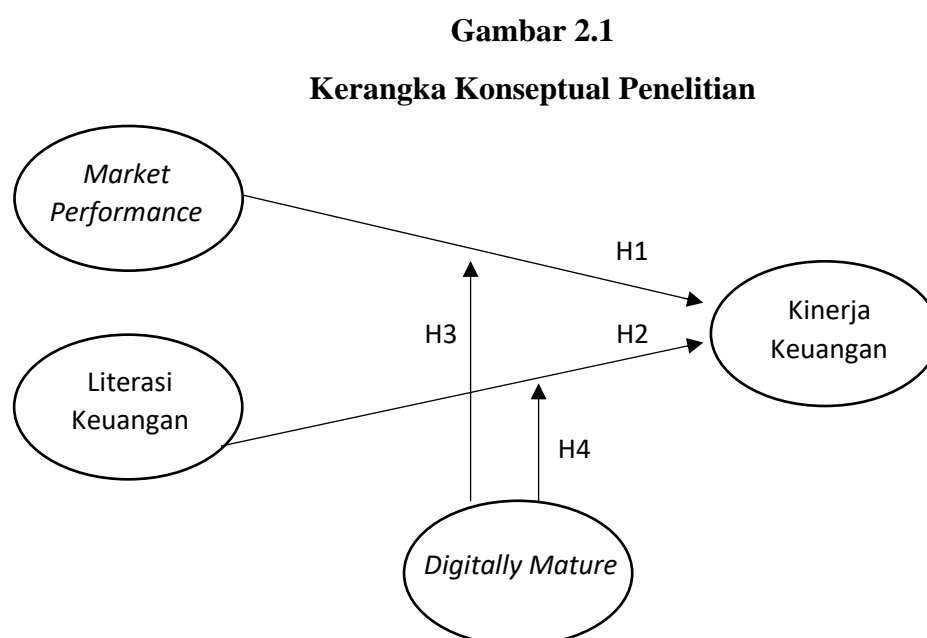 Gambar 2.1
Kerangka Konseptual Penelitian
Market
Performance
H1
Kinerja
Keuangan
H3
H2
Literasi
Keuangan
H4
Digitally Mature